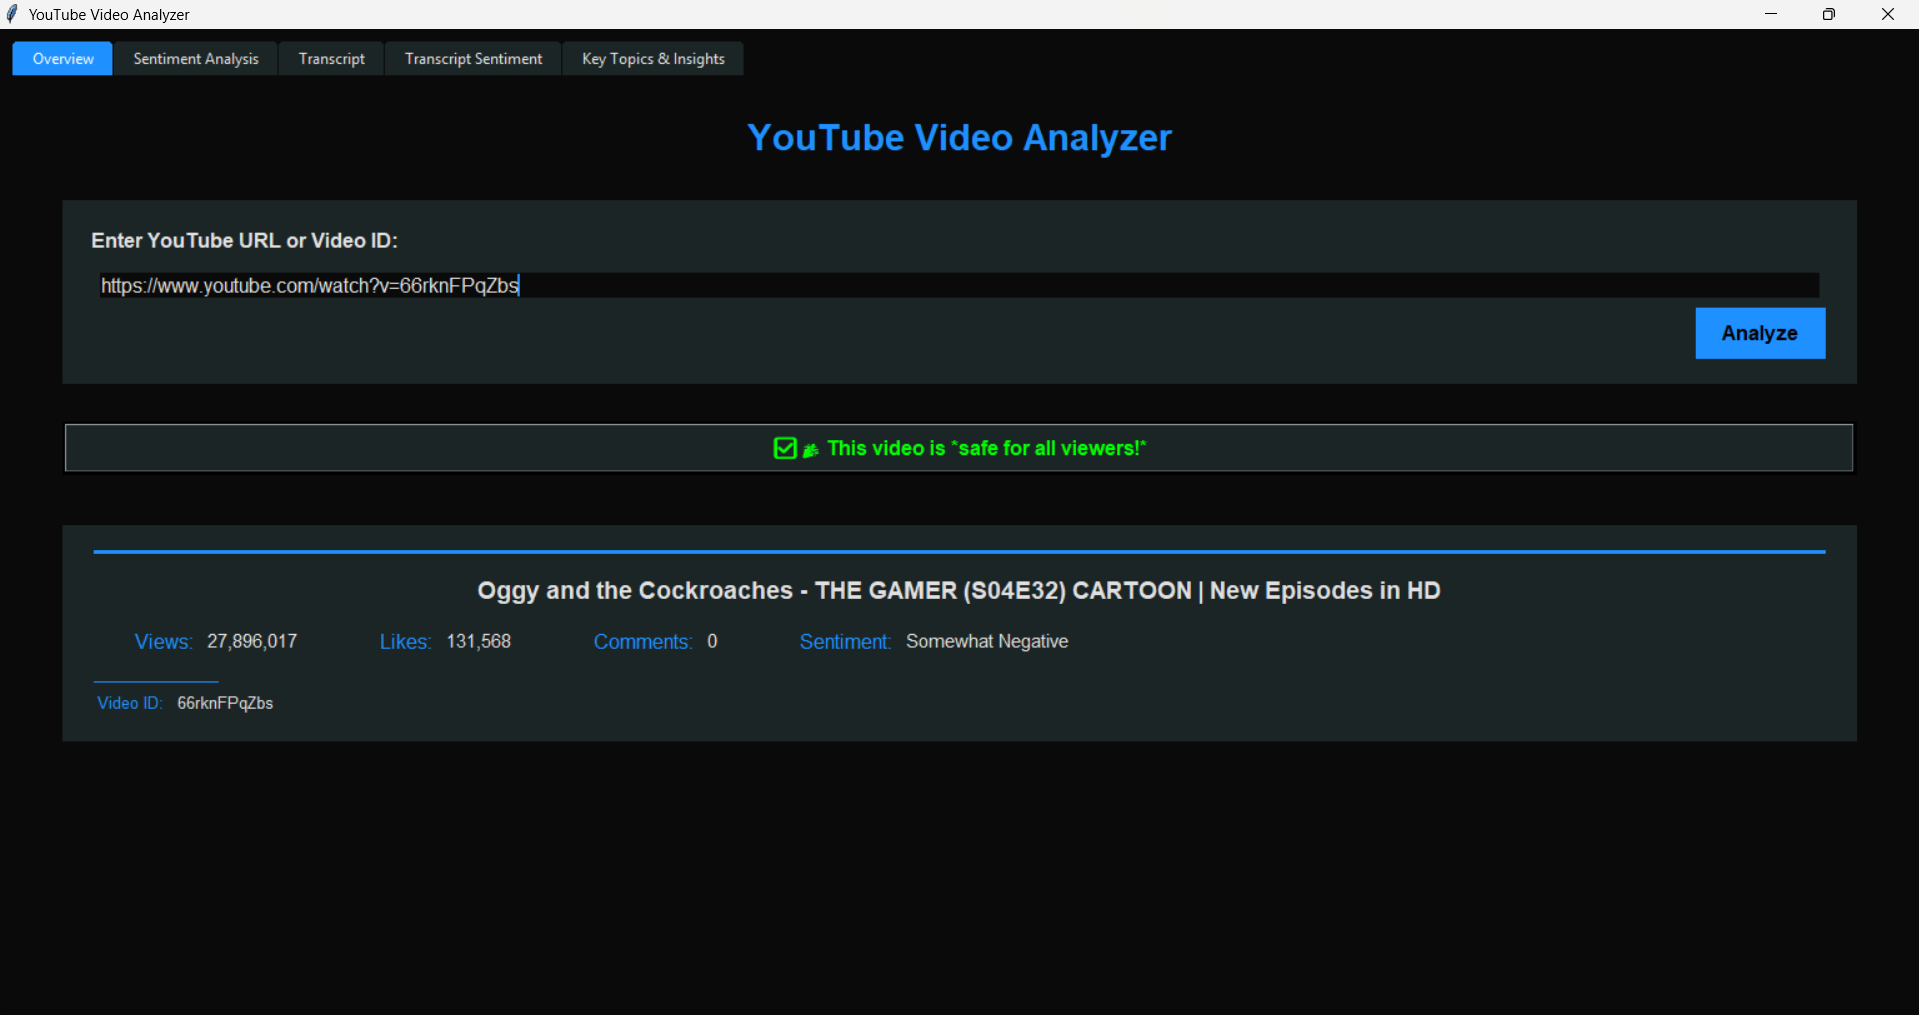 YouTube Video Analyzer
Overview Sentiment Analysis Transcript Transcript Sentiment Key Topics & Insights
YouTube Video Analyzer
Enter YouTube URL or Video ID:
https://www.youtube.com/watch?v=66rknFPqZbs
Analyze
This video is *safe for all viewers!*
Oggy and the Cockroaches - THE GAMER (S04E32) CARTOON | New Episodes in HD
Views: 27,896,017 Likes: 131,568 Comments: 0 Sentiment: Somewhat Negative
Video ID: 66rknFPqZbs